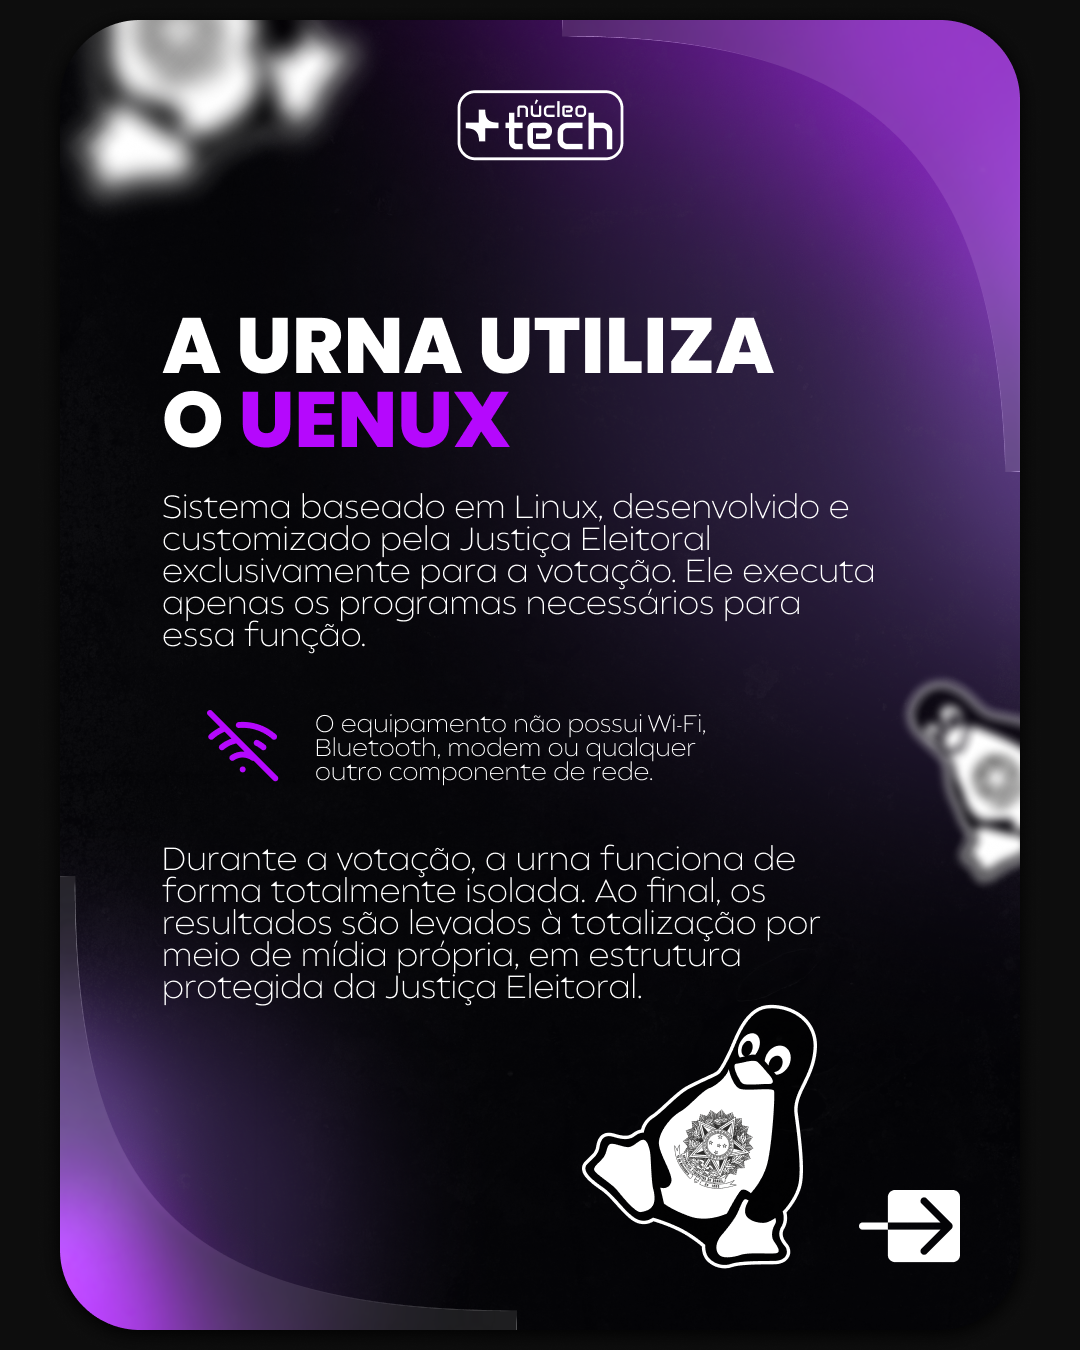 núcleo
tech
A URNA UTILIZA
O UENUX
Sistema baseado em Linux, desenvolvido e
customizado pela Justiça Eleitoral
exclusivamente para a votação. Ele executa
apenas os programas necessários para
essa função.
O equipamento não possui Wi-Fi,
Bluetooth, modem ou qualquer
outro componente de rede.
Durante a votação, a urna funciona de
forma totalmente isolada. Ao final, os
resultados são levados à totalização por
meio de mídia própria, em estrutura
protegida da Justiça Eleitoral.